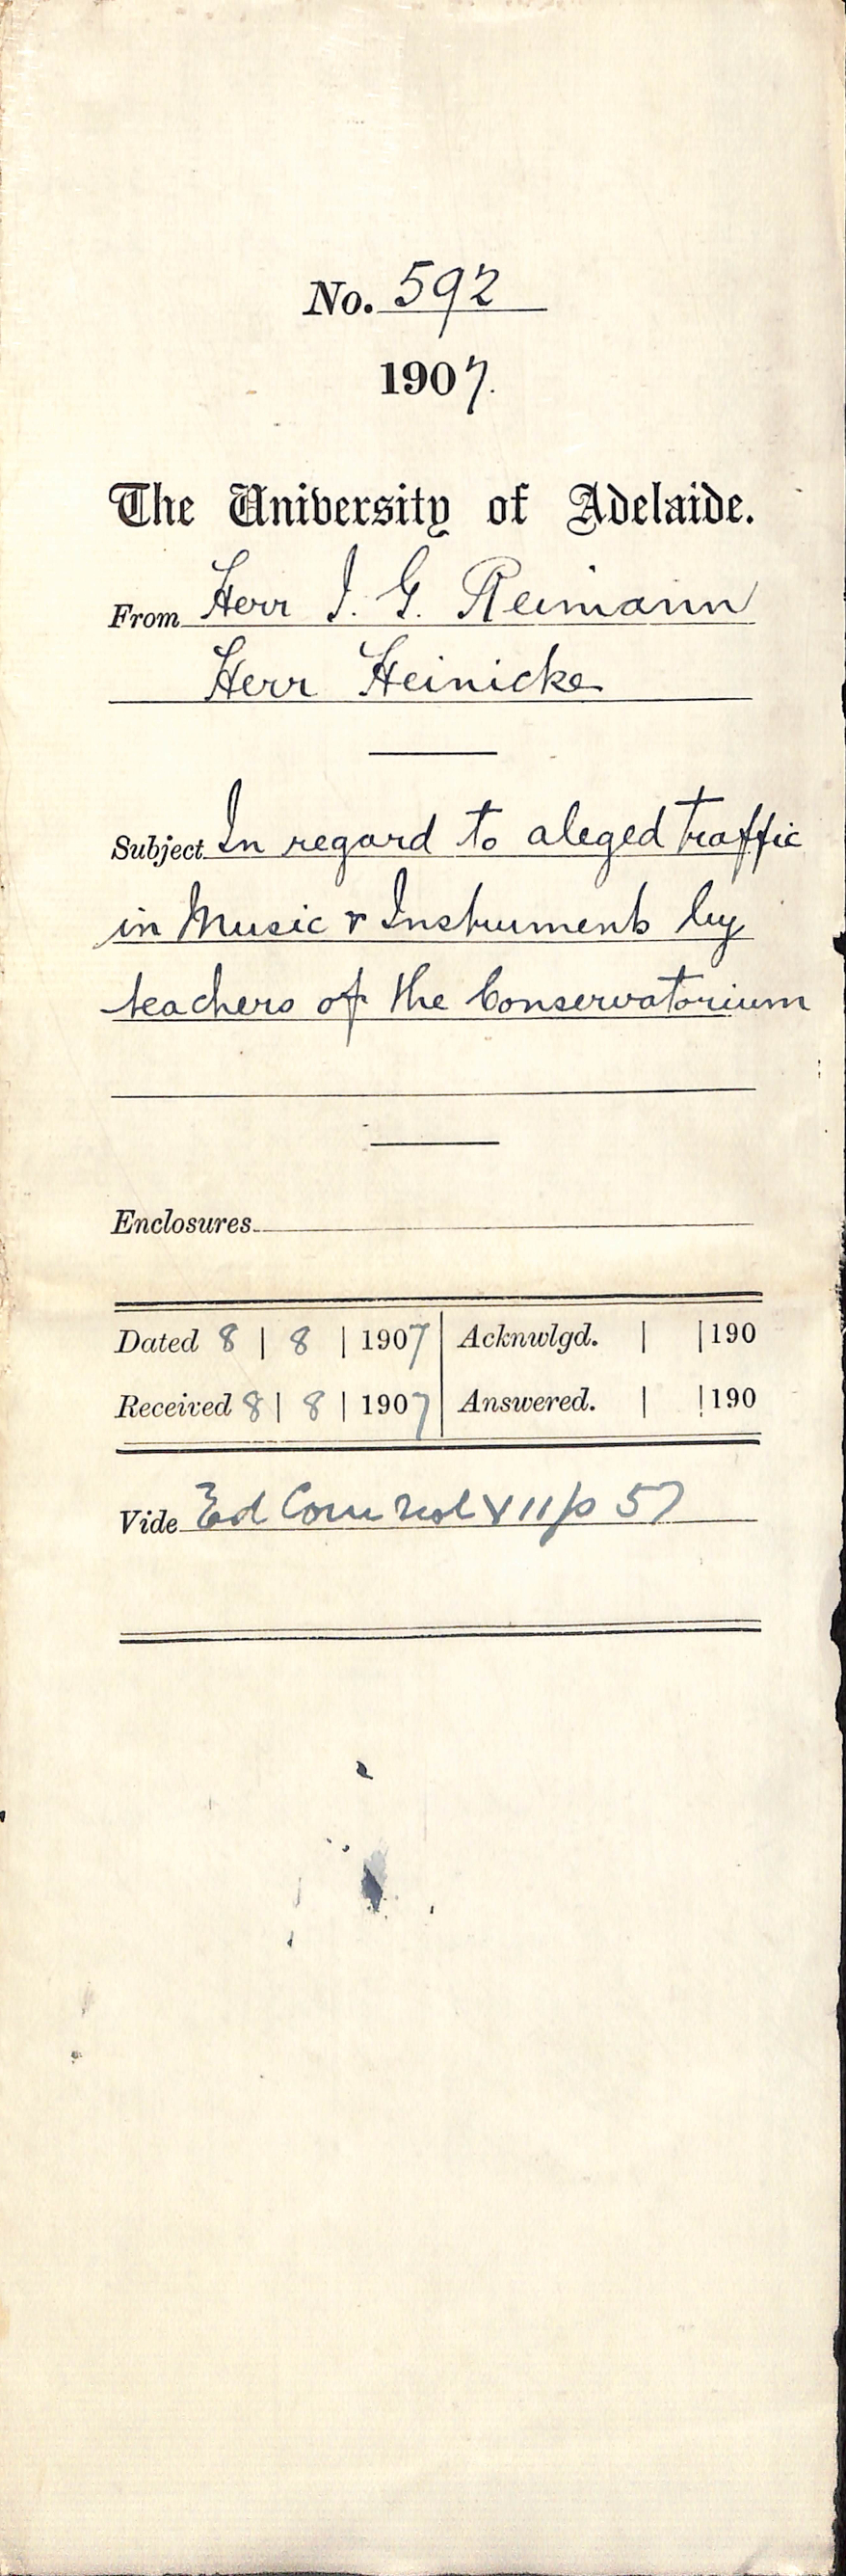 No. 592
1907.
The University of Adelaide.
From Herr I. G. Reimann
Herr Heinicke
Subject In regard to aleged traffic
in Music & Instruments by
teachers of the Conservatorium
Enclosures
Dated 8 | 8 | 1907 | Acknwlgd. | | 190
Received 8 | 8 | 1907 | Answered. | | 190
Vide Ed Com Vol VII p 57